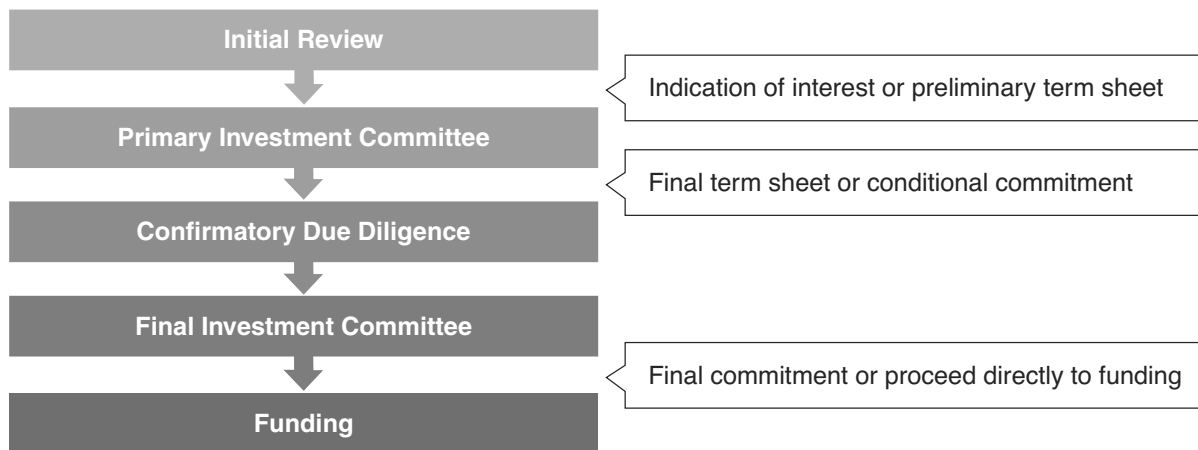 Initial Review
Indication of interest or preliminary term sheet
Primary Investment Committee
Final term sheet or conditional commitment
Confirmatory Due Diligence
Final Investment Committee
Final commitment or proceed directly to funding
Funding